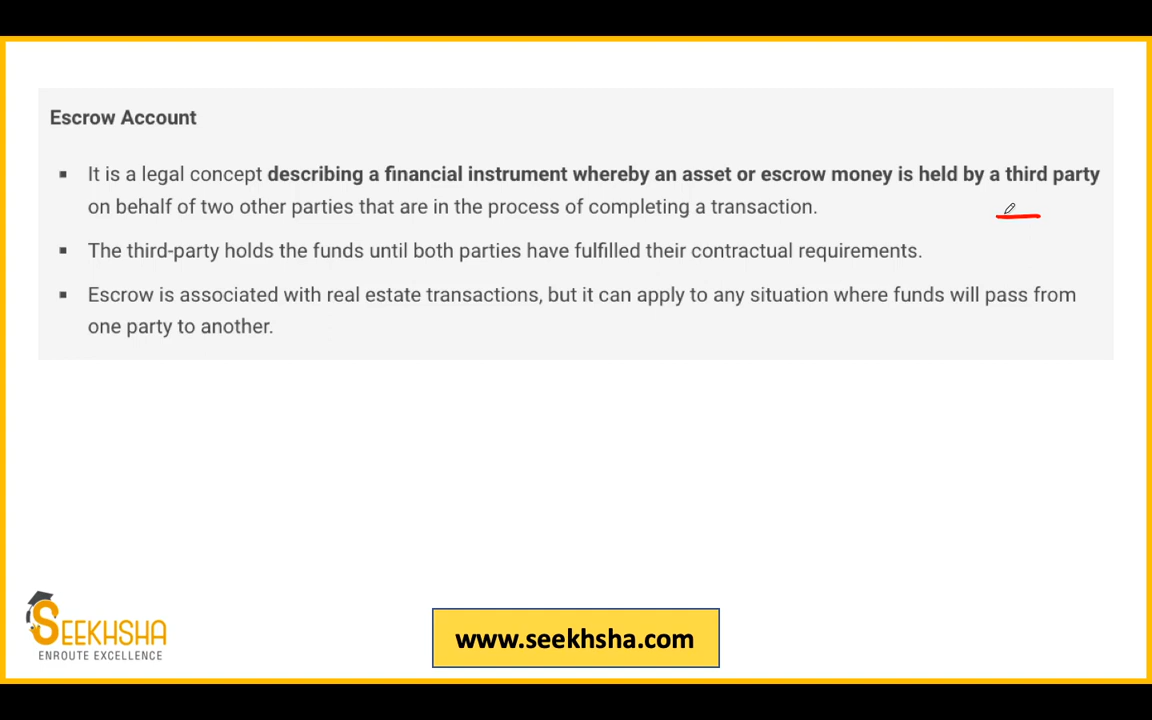 Escrow Account
▪ It is a legal concept describing a financial instrument whereby an asset or escrow money is held by a third party
on behalf of two other parties that are in the process of completing a transaction.
▪ The third-party holds the funds until both parties have fulfilled their contractual requirements.
▪ Escrow is associated with real estate transactions, but it can apply to any situation where funds will pass from
one party to another.
SEEKHSHA
ENROUTE EXCELLENCE
www.seekhsha.com